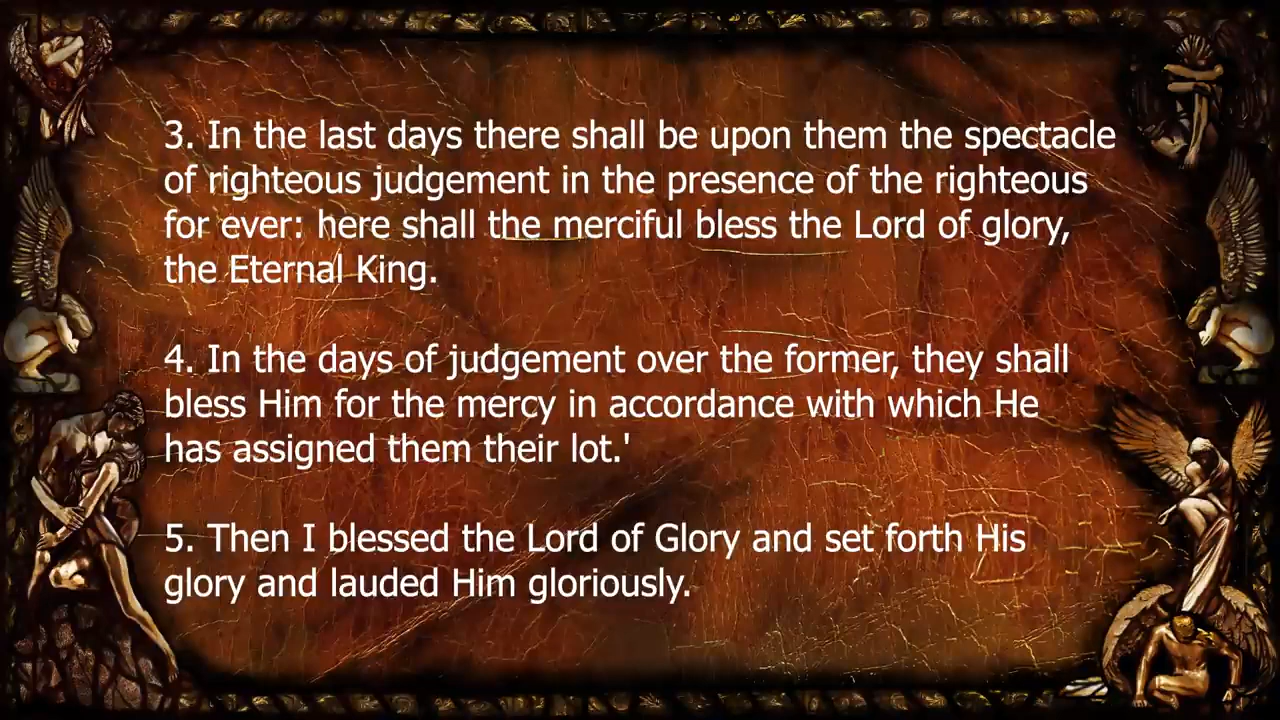 3. In the last days there shall be upon them the spectacle
of righteous judgement in the presence of the righteous
for ever: here shall the merciful bless the Lord of glory,
the Eternal King.
4. In the days of judgement over the former, they shall
bless Him for the mercy in accordance with which He
has assigned them their lot.'
5. Then I blessed the Lord of Glory and set forth His
glory and lauded Him gloriously.